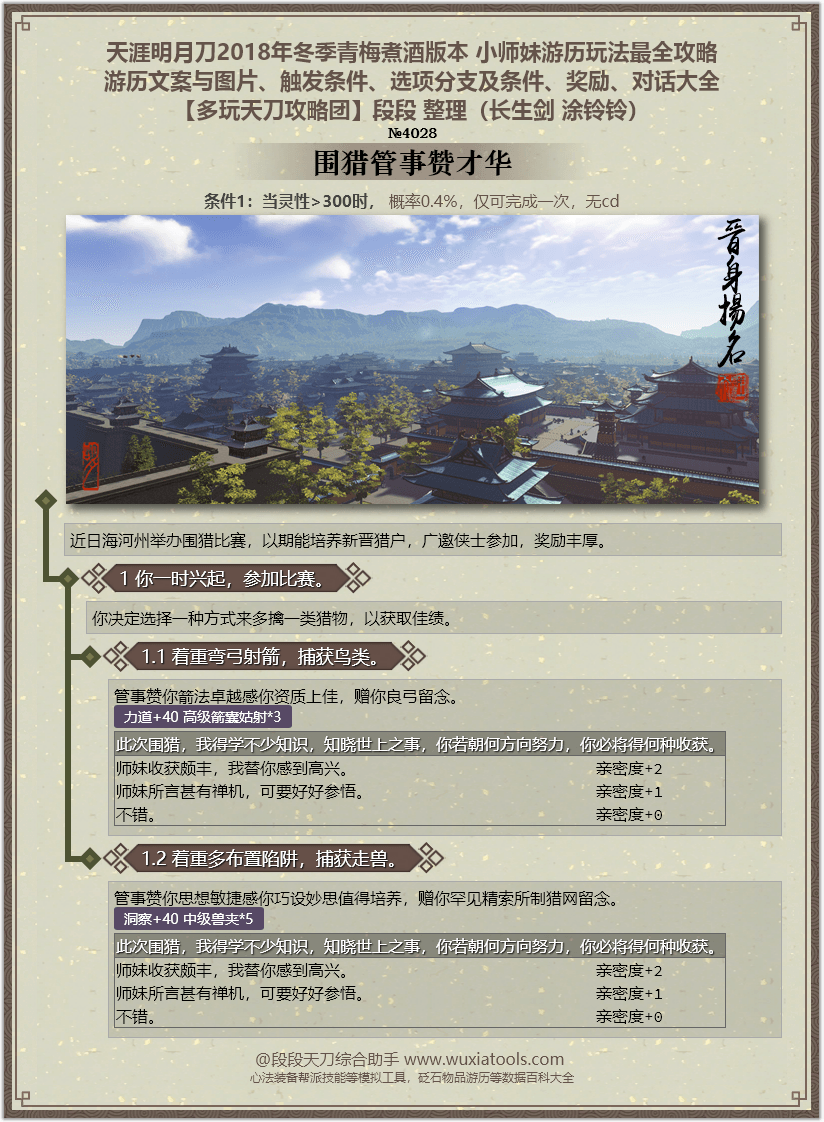 天涯明月刀2018年冬季青梅煮酒版本 小师妹游历玩法最全攻略
游历文案与图片、触发条件、选项分支及条件、奖励、对话大全
【多玩天刀攻略团】段段 整理（长生剑 涂铃铃）
№4028
围猎管事赞才华
条件1：当灵性>300时， 概率0.4%，仅可完成一次，无cd
晋身揚名
近日海河州举办围猎比赛，以期能培养新晋猎户，广邀侠士参加，奖励丰厚。
1 你一时兴起，参加比赛。
你决定选择一种方式来多擒一类猎物，以获取佳绩。
1.1 着重弯弓射箭，捕获鸟类。
管事赞你箭法卓越感你资质上佳，赠你良弓留念。
力道+40 高级箭囊姑射*3
此次围猎，我得学不少知识，知晓世上之事，你若朝何方向努力，你必将得何种收获。
师妹收获颇丰，我替你感到高兴。 亲密度+2
师妹所言甚有禅机，可要好好参悟。 亲密度+1
不错。 亲密度+0
1.2 着重多布置陷阱，捕获走兽。
管事赞你思想敏捷感你巧设妙思值得培养，赠你罕见精索所制猎网留念。
洞察+40 中级兽夹*5
此次围猎，我得学不少知识，知晓世上之事，你若朝何方向努力，你必将得何种收获。
师妹收获颇丰，我替你感到高兴。 亲密度+2
师妹所言甚有禅机，可要好好参悟。 亲密度+1
不错。 亲密度+0
@段段天刀综合助手 www.wuxiatools.com
心法装备帮派技能等模拟工具，砭石物品游历等数据百科大全